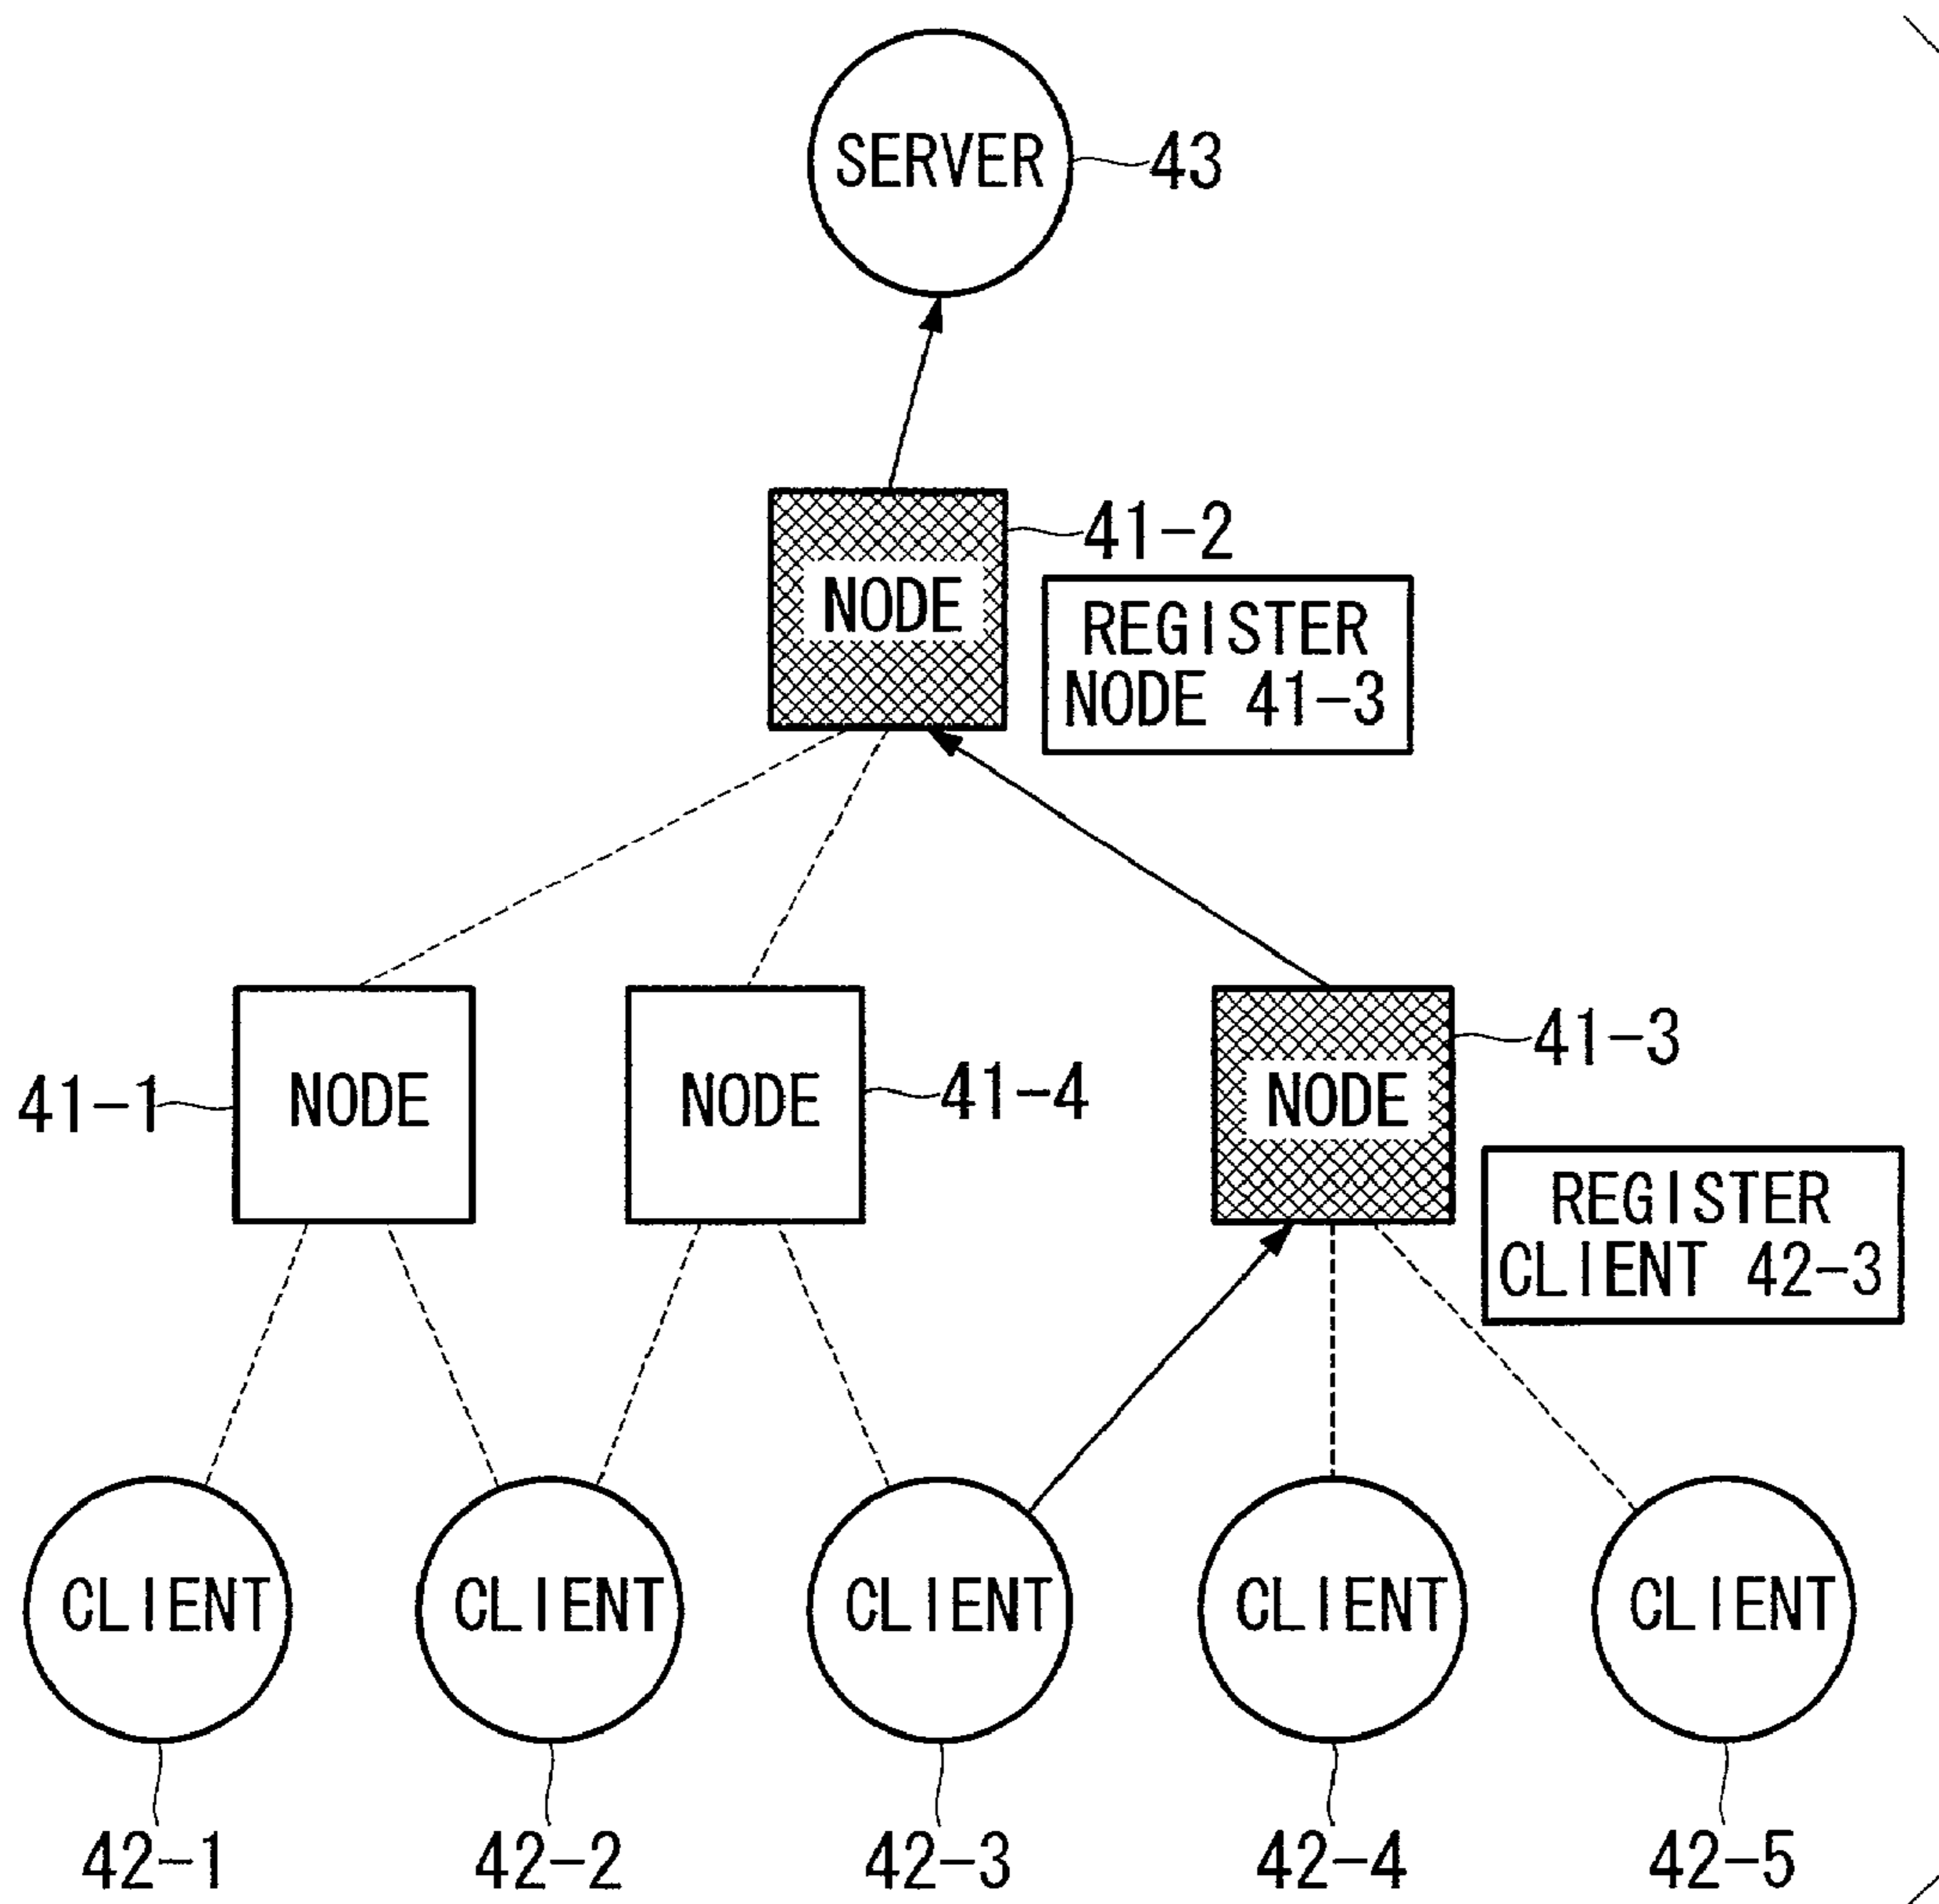 SERVER
43
NODE
41-2
REGISTER
NODE 41-3
41-1
NODE
NODE
41-4
NODE
41-3
REGISTER
CLIENT 42-3
CLIENT
CLIENT
CLIENT
CLIENT
CLIENT
42-1
42-2
42-3
42-4
42-5